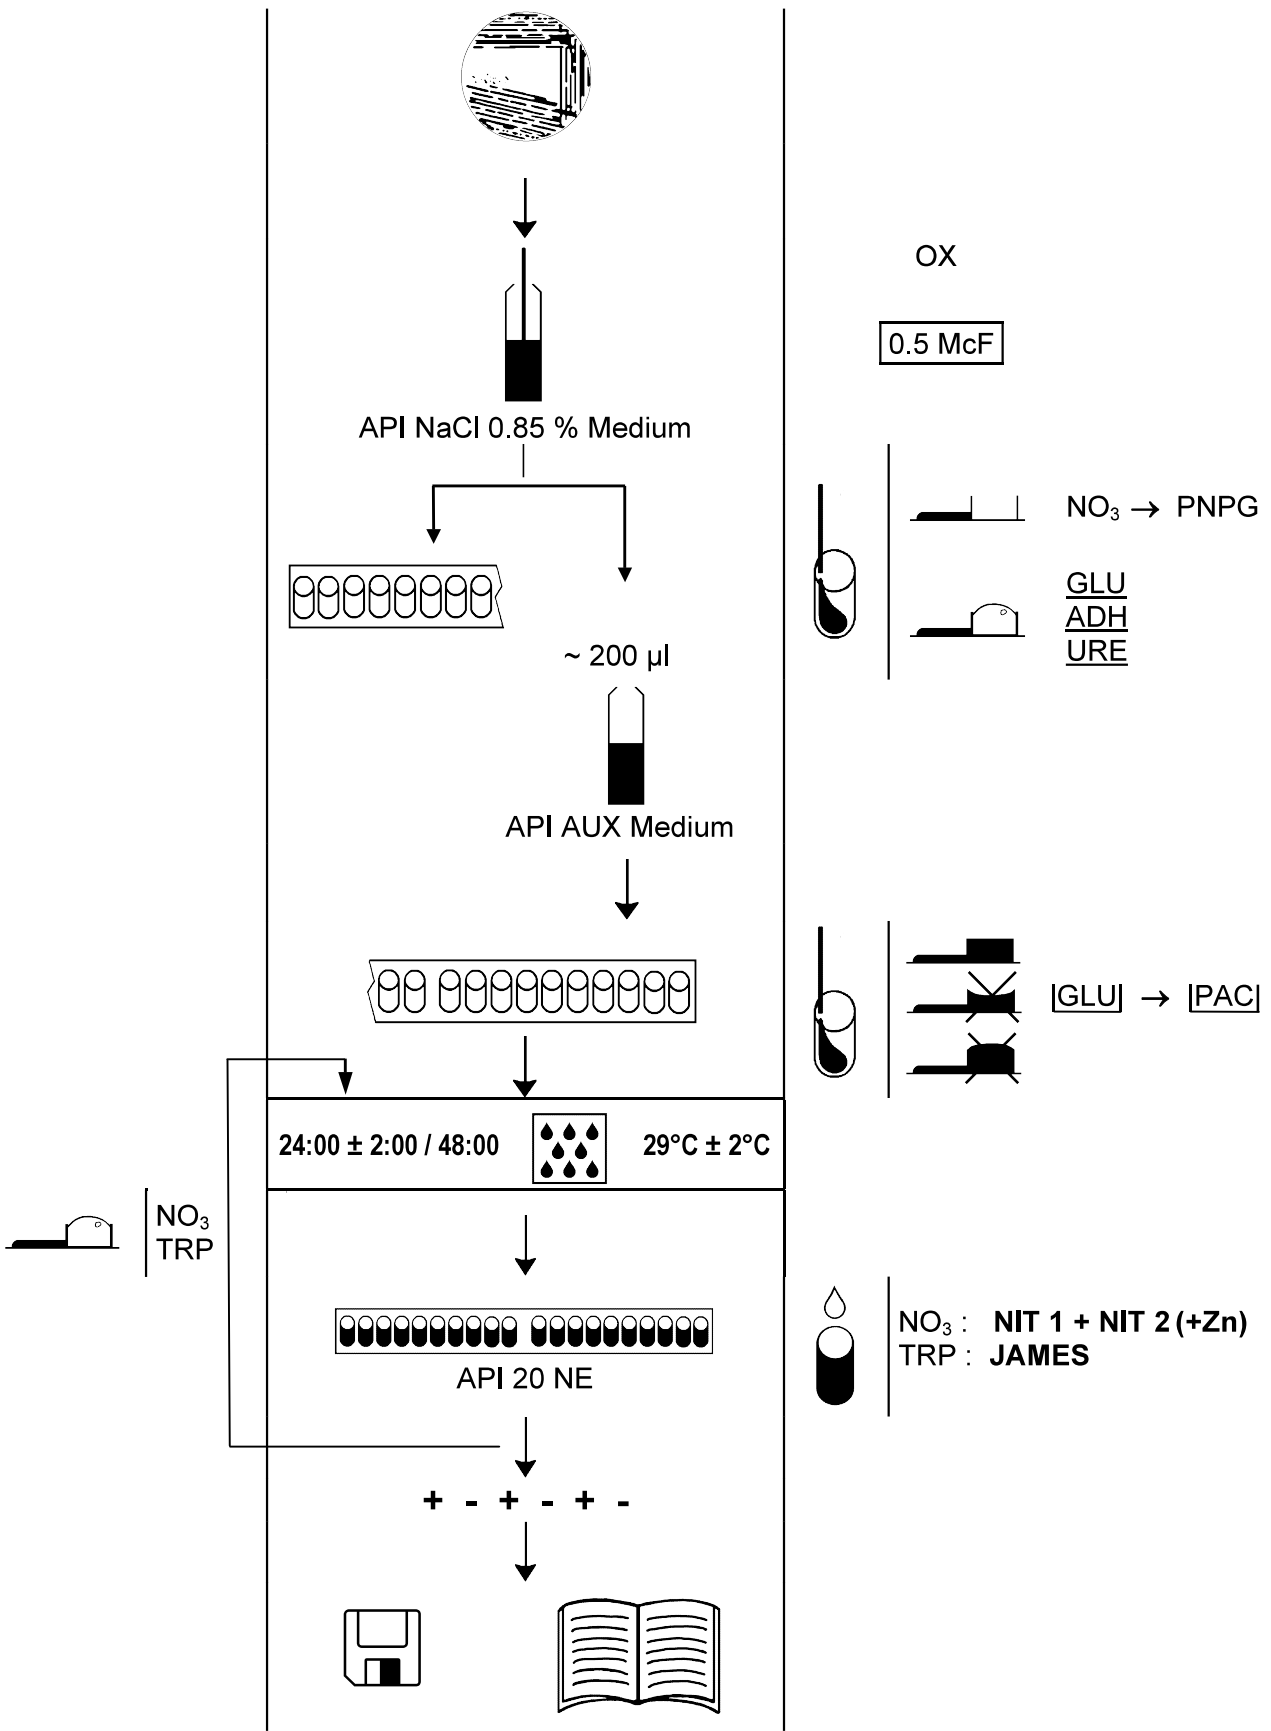 OX
0.5 McF
API NaCl 0.85 % Medium
NO₃ → PNPG
GLU
ADH
URE
~ 200 µl
API AUX Medium
|GLU| → |PAC|
24:00 ± 2:00 / 48:00 29°C ± 2°C
NO₃
TRP
NO₃ : NIT 1 + NIT 2 (+Zn)
TRP : JAMES
API 20 NE
+ - + - + -